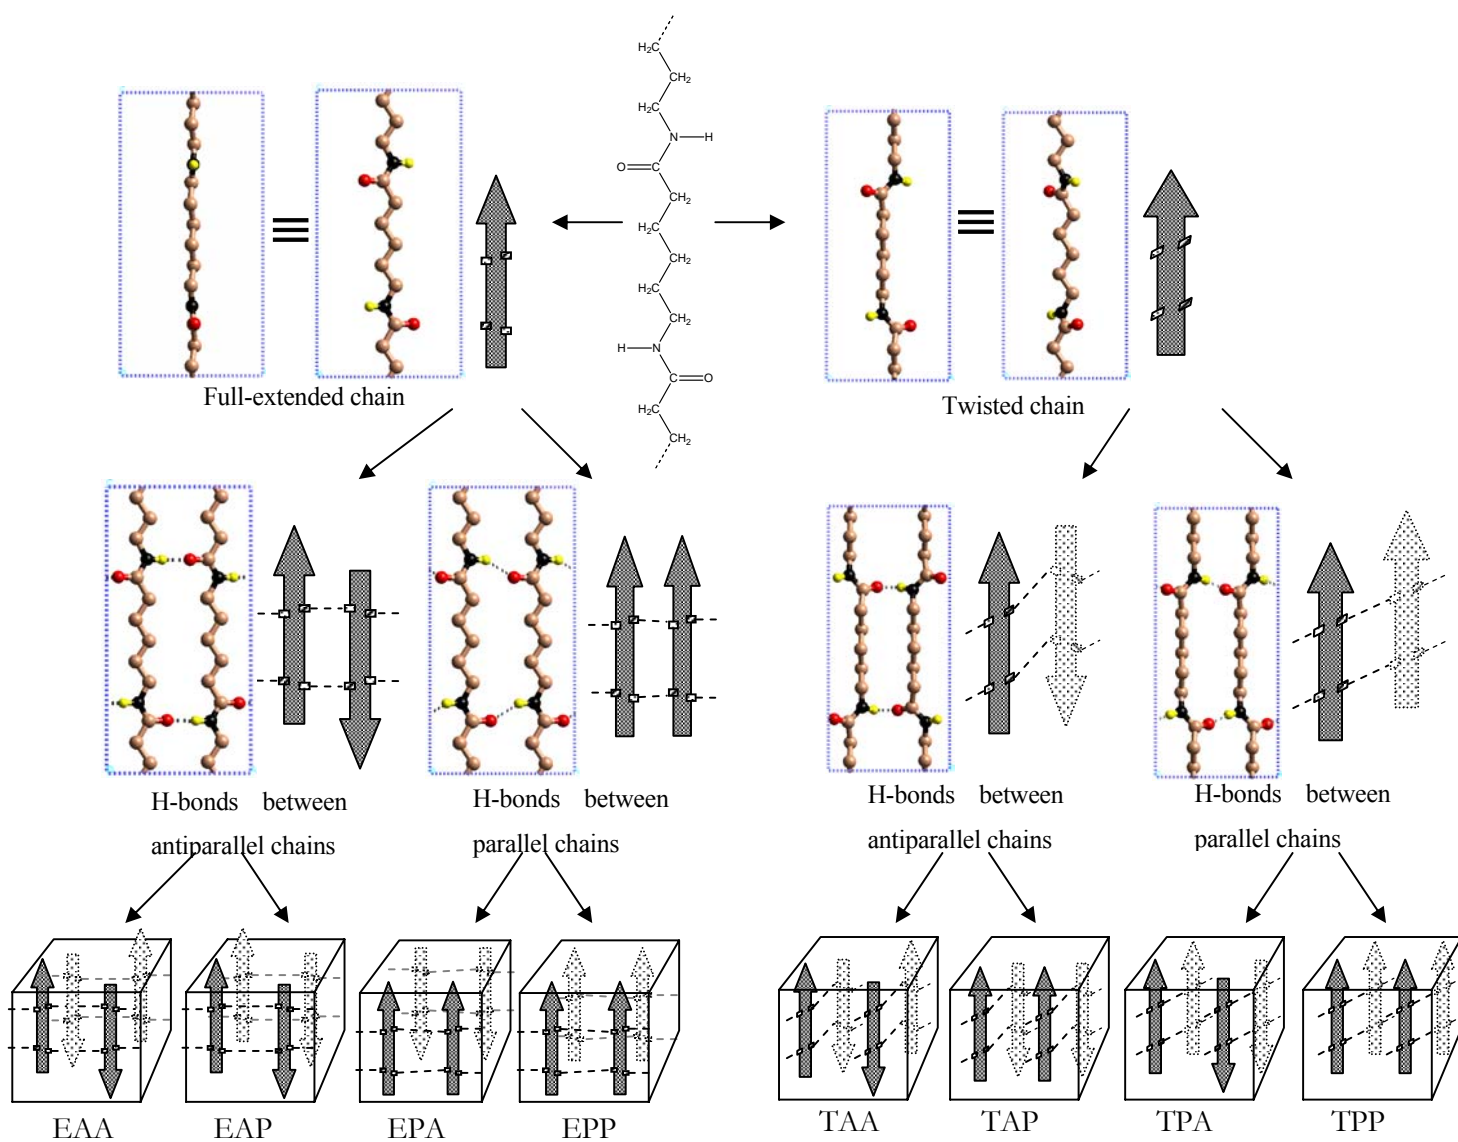 H₂C
CH₂
H₂C
N
H
O
C
CH₂
H₂C
CH₂
H₂C
CH₂
H
N
C
O
H₂C
CH₂
Full-extended chain
Twisted chain
H-bonds between
antiparallel chains
H-bonds between
parallel chains
H-bonds between
antiparallel chains
H-bonds between
parallel chains
EAA
EAP
EPA
EPP
TAA
TAP
TPA
TPP